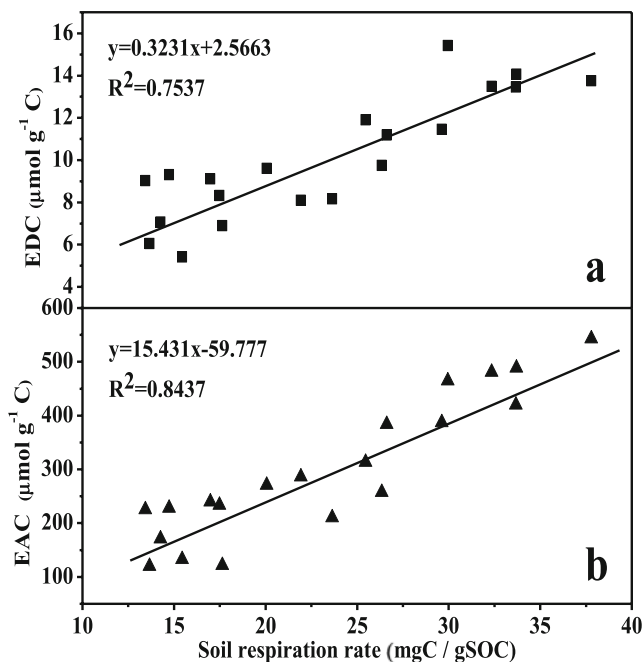 16
14
12
10
8
6
4
EDC (μmol g⁻¹ C)
y=0.3231x+2.5663
R²=0.7537
a
600
500
400
300
200
100
EAC (μmol g⁻¹ C)
y=15.431x-59.777
R²=0.8437
b
10 15 20 25 30 35 40
Soil respiration rate (mgC / gSOC)